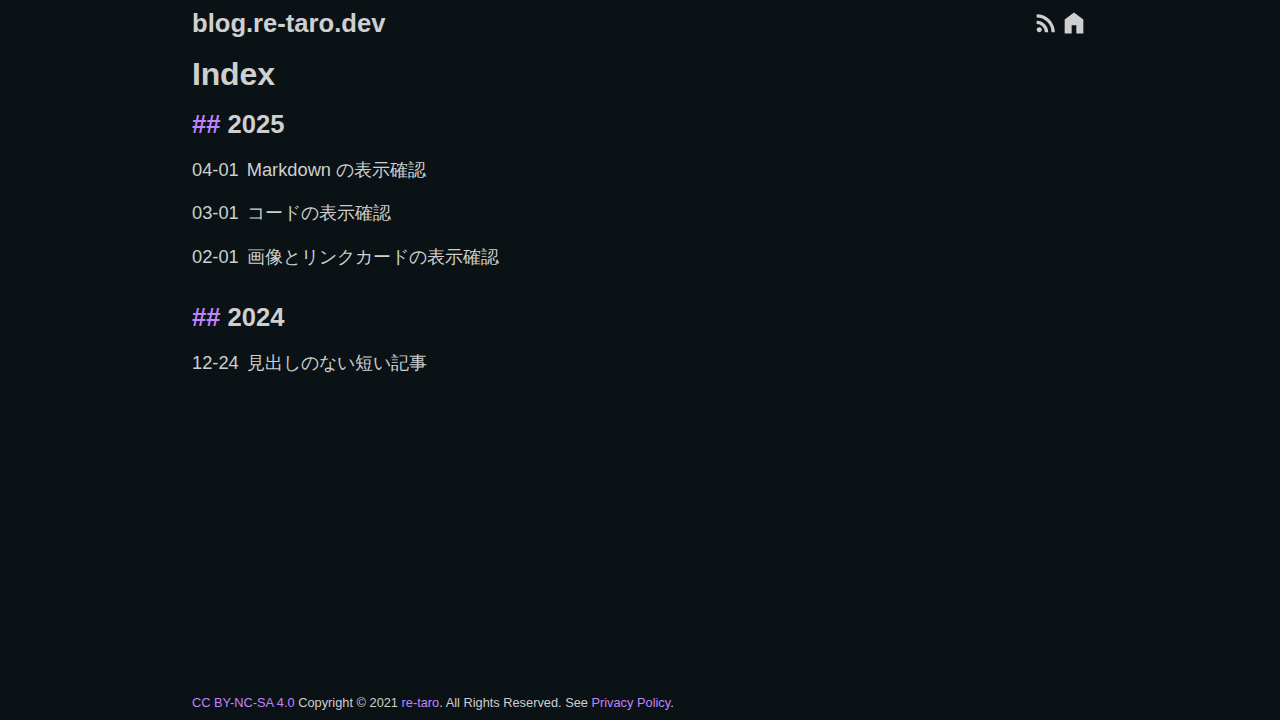 blog.re-taro.dev
Index
## 2025
04-01 Markdown の表示確認
03-01 コードの表示確認
02-01 画像とリンクカードの表示確認
## 2024
12-24 見出しのない短い記事
CC BY-NC-SA 4.0 Copyright © 2021 re-taro. All Rights Reserved. See Privacy Policy.